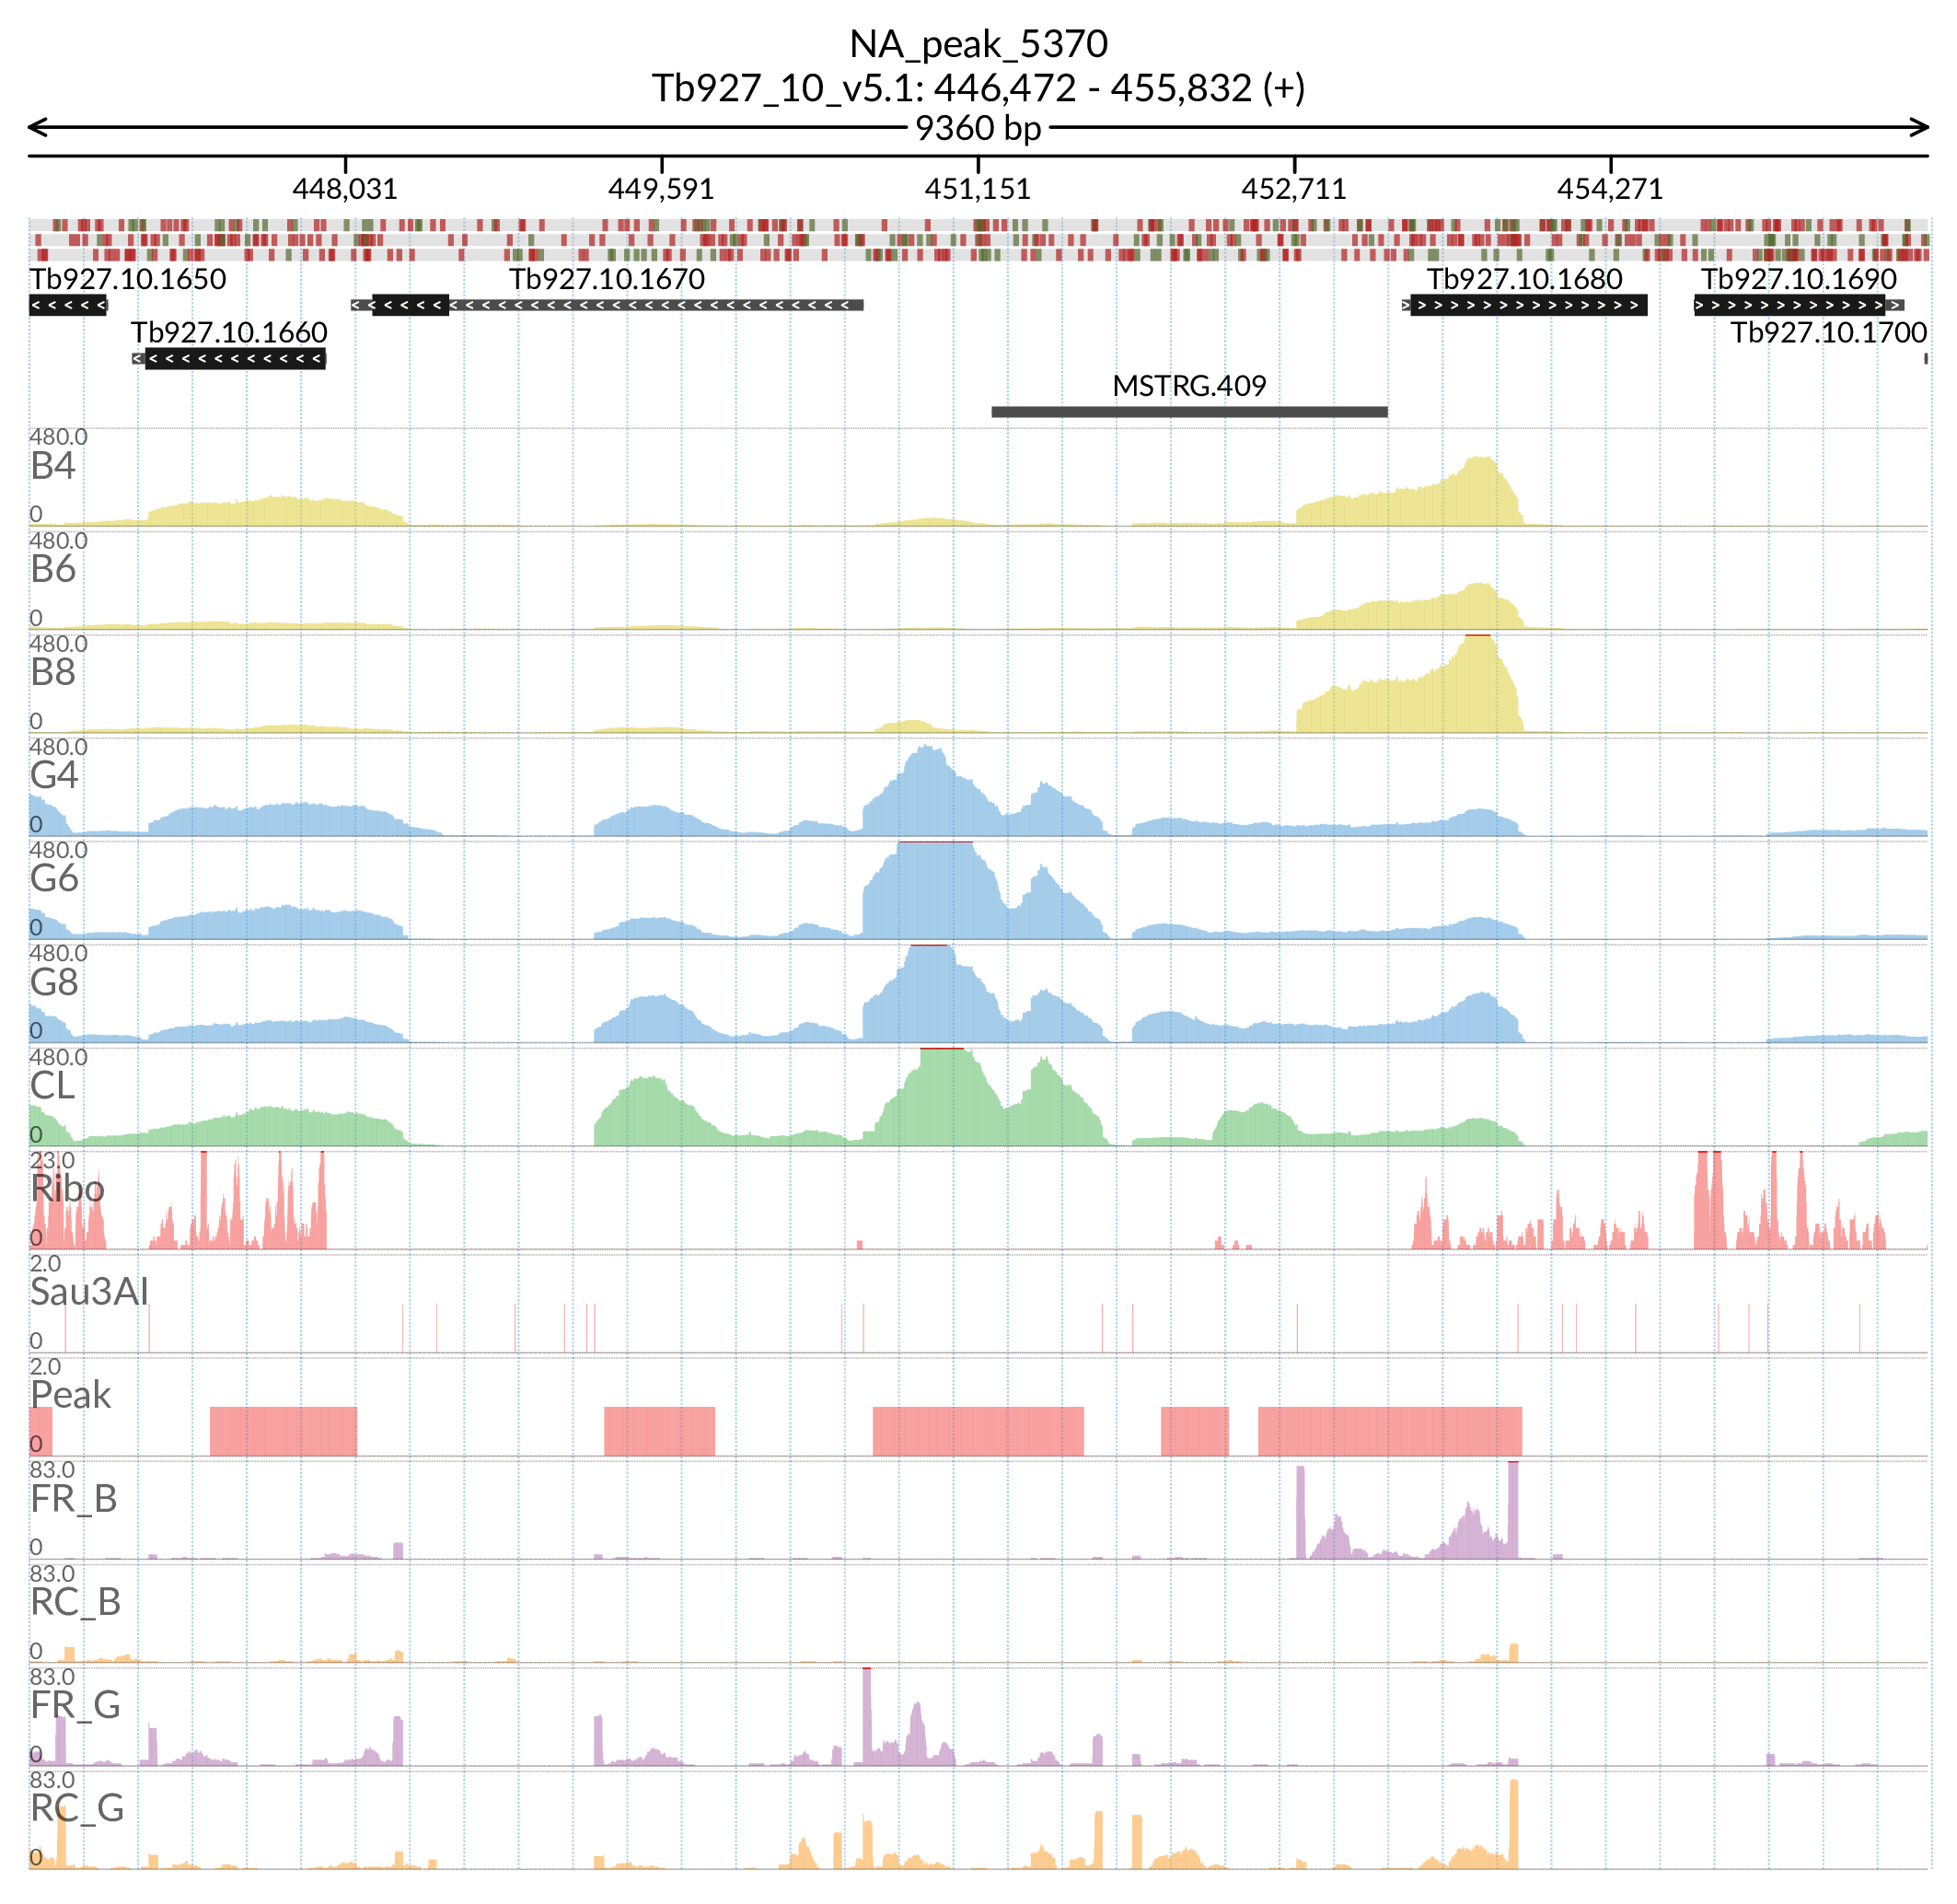 NA_peak_5370
Tb927_10_v5.1: 446,472 - 455,832 (+)
9360 bp
448,031 449,591 451,151 452,711 454,271
Tb927.10.1650 Tb927.10.1670 Tb927.10.1680 Tb927.10.1690
Tb927.10.1660 Tb927.10.1700
MSTRG.409
480.0
B4
0
480.0
B6
0
480.0
B8
0
480.0
G4
0
480.0
G6
0
480.0
G8
0
480.0
CL
0
23.0
Ribo
0
2.0
Sau3AI
0
2.0
Peak
0
83.0
FR_B
0
83.0
RC_B
0
83.0
FR_G
0
83.0
RC_G
0